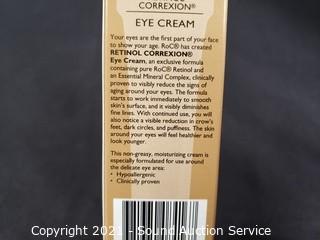 CORREXION®
EYE CREAM
Your eyes are the first part of your face
to show your age. RoC® has created
RETINOL CORREXION®
Eye Cream, an exclusive formula
containing pure RoC® Retinol and
an Essential Mineral Complex, clinically
proven to visibly reduce the signs of
aging around your eyes. The formula
starts to work immediately to smooth
skin's surface, and it visibly diminishes
fine lines. With continued use, you will
also notice a visible reduction in crow's
feet, dark circles, and puffiness. The skin
around your eyes will feel healthier and
look younger.
This non-greasy, moisturizing cream is
especially formulated for use around
the delicate eye area:
• Hypoallergenic
• Clinically proven
Copyright 2021 - Sound Auction Service